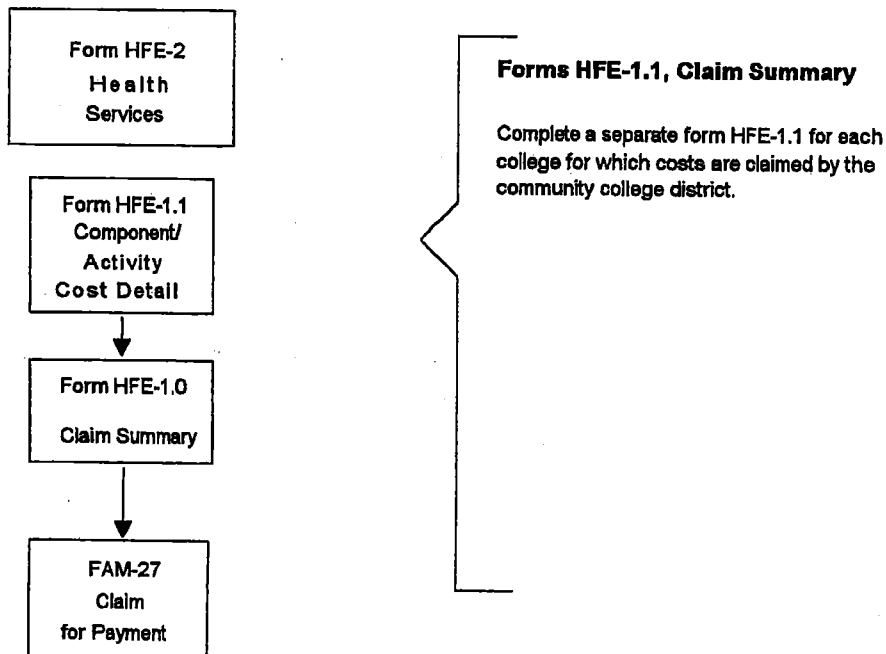 Form HFE-2
Health
Services
Form HFE-1.1
Component/
Activity
Cost Detail
Form HFE-1.0
Claim Summary
FAM-27
Claim
for Payment
Forms HFE-1.1, Claim Summary
Complete a separate form HFE-1.1 for each
college for which costs are claimed by the
community college district.